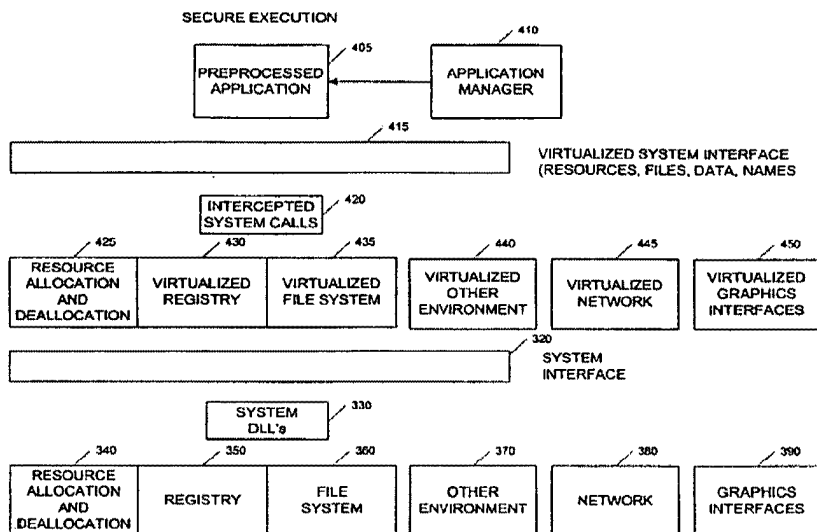 SECURE EXECUTION
405
410
PREPROCESSED
APPLICATION
APPLICATION
MANAGER
415
VIRTUALIZED SYSTEM INTERFACE
(RESOURCES, FILES, DATA, NAMES
420
INTERCEPTED
SYSTEM CALLS
425
430
435
440
445
450
RESOURCE
ALLOCATION
AND
DEALLOCATION
VIRTUALIZED
REGISTRY
VIRTUALIZED
FILE SYSTEM
VIRTUALIZED
OTHER
ENVIRONMENT
VIRTUALIZED
NETWORK
VIRTUALIZED
GRAPHICS
INTERFACES
320
SYSTEM
INTERFACE
330
SYSTEM
DLL's
340
350
360
370
380
390
RESOURCE
ALLOCATION
AND
DEALLOCATION
REGISTRY
FILE
SYSTEM
OTHER
ENVIRONMENT
NETWORK
GRAPHICS
INTERFACES